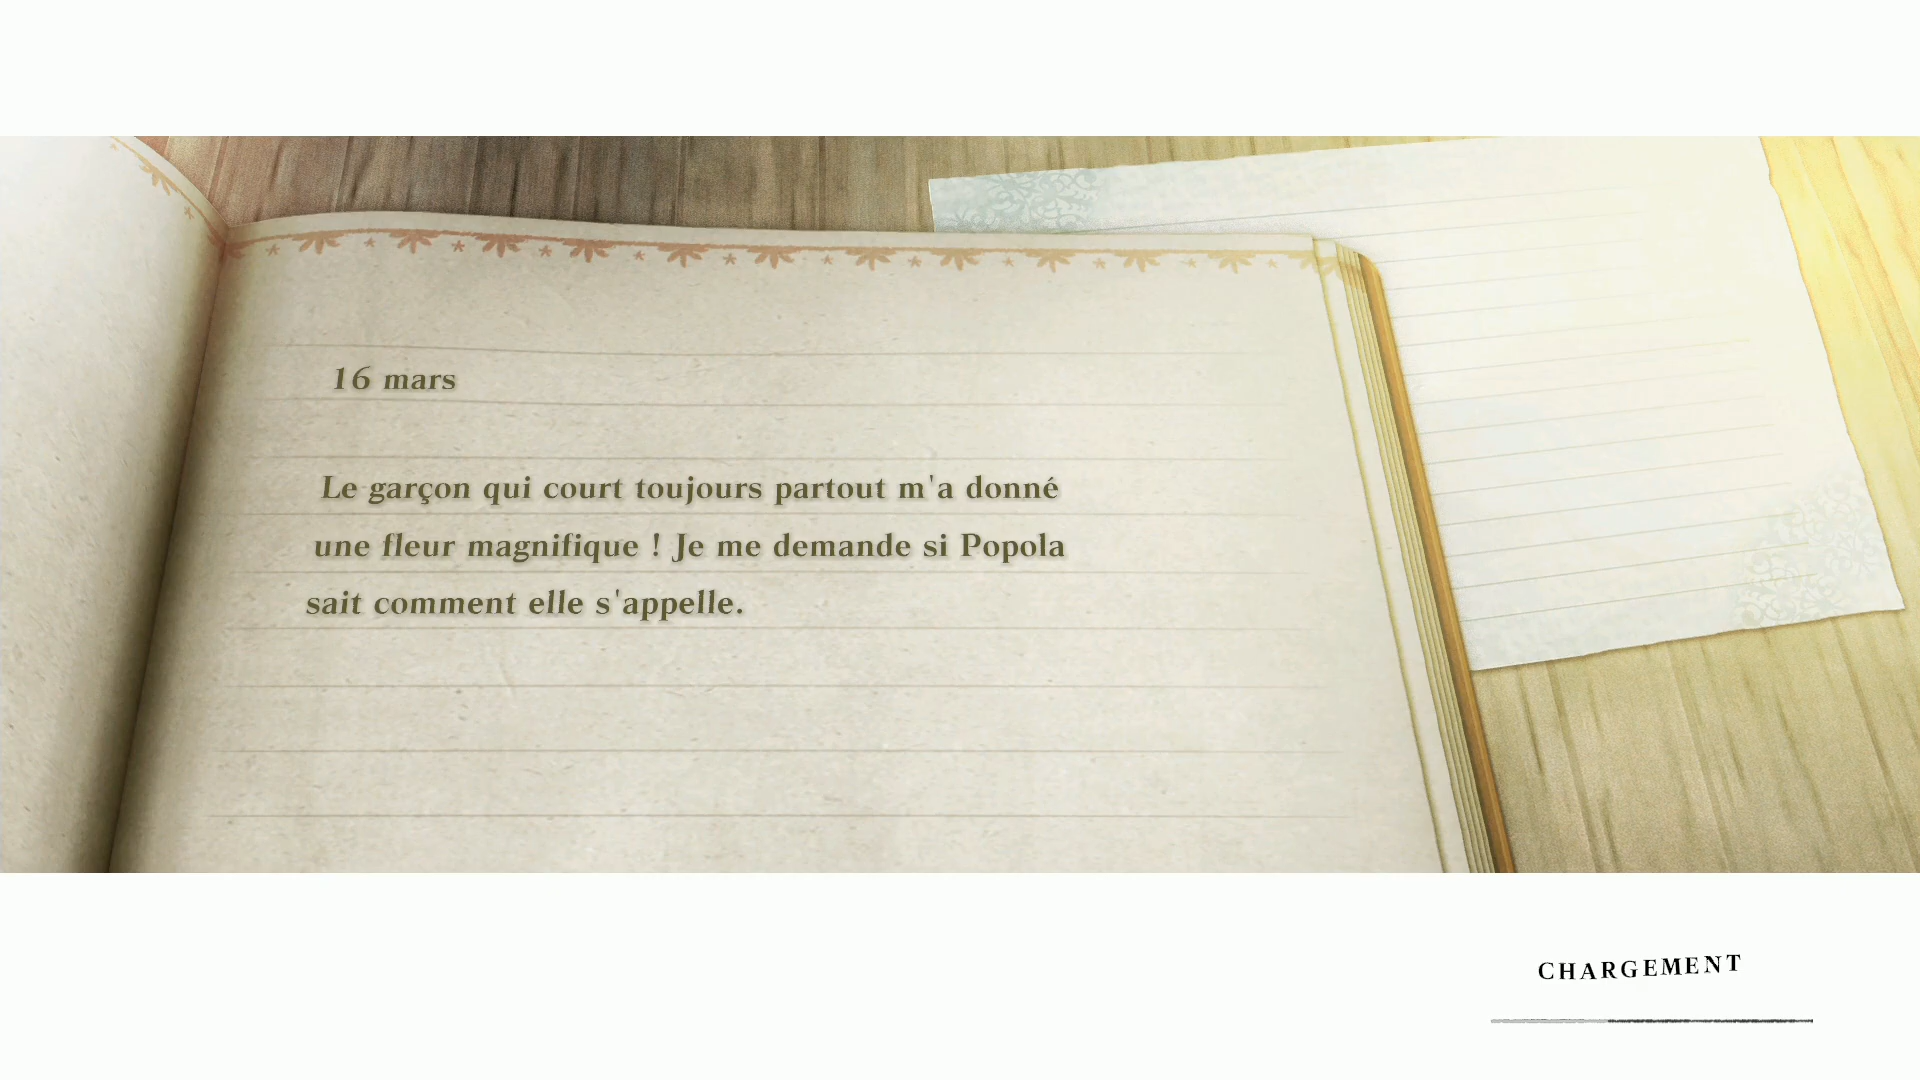 16 mars
Le garçon qui court toujours partout m'a donné
une fleur magnifique ! Je me demande si Popola
sait comment elle s'appelle.
CHARGEMENT